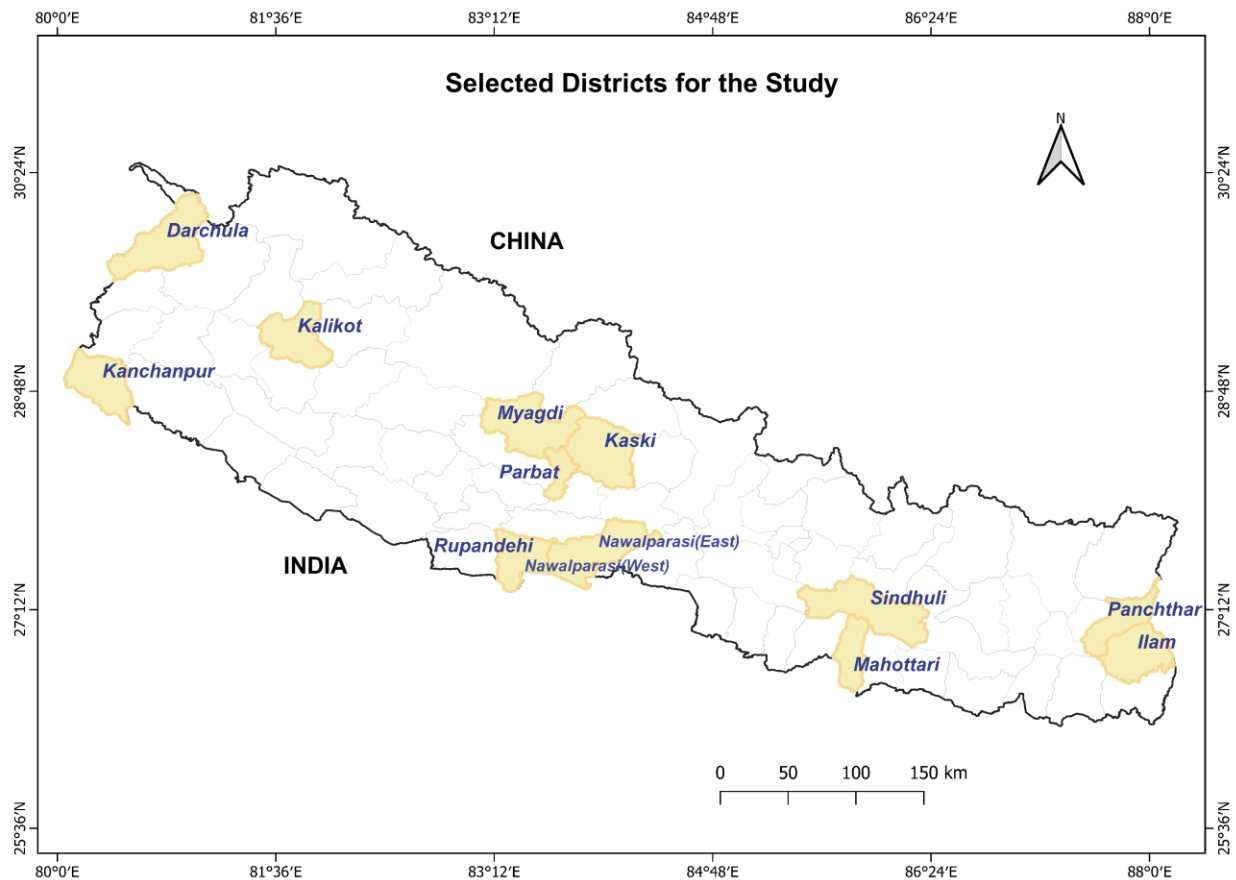 80°0′E 81°36′E 83°12′E 84°48′E 86°24′E 88°0′E
Selected Districts for the Study
N
30°24′N 30°24′N
Darchula
CHINA
Kalikot
Kanchanpur
28°48′N 28°48′N
Myagdi
Kaski
Parbat
Nawalparasi(East)
Rupandehi
INDIA
Nawalparasi(West)
Sindhuli
27°12′N 27°12′N
Panchthar
Ilam
Mahottari
0 50 100 150 km
25°36′N 25°36′N
80°0′E 81°36′E 83°12′E 84°48′E 86°24′E 88°0′E